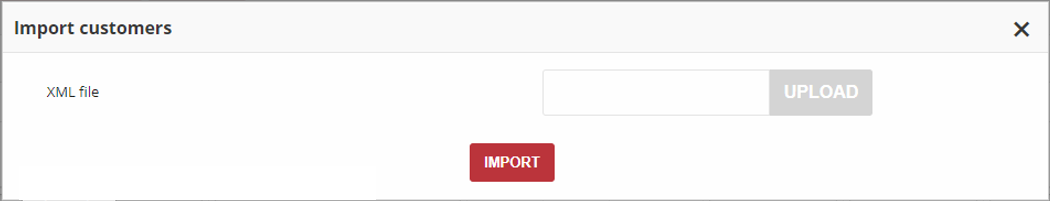 Import customers
XML file
UPLOAD
IMPORT